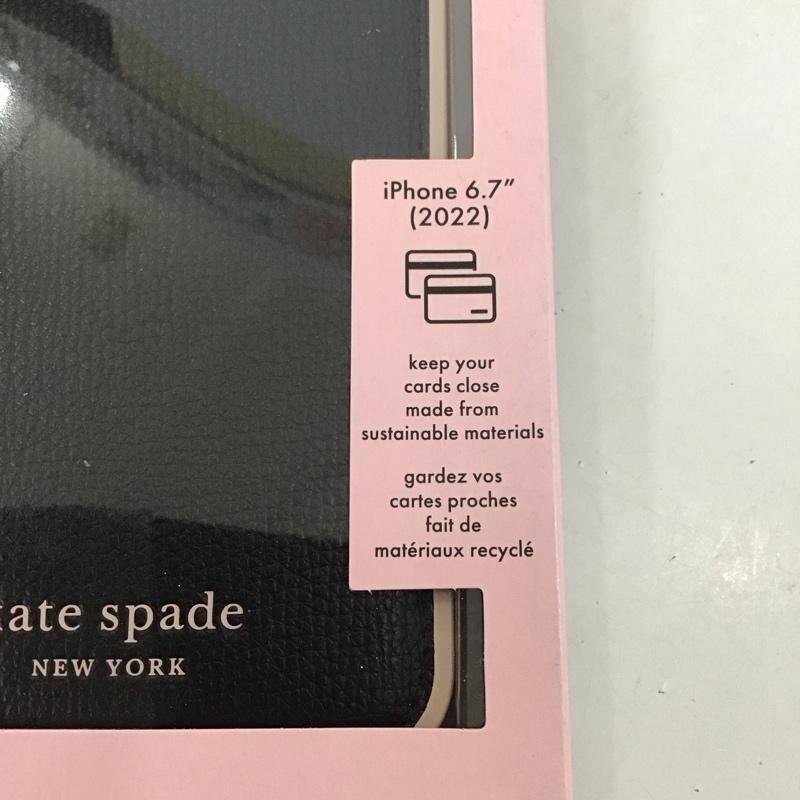 iPhone 6.7”
(2022)
keep your
cards close
made from
sustainable materials
gardez vos
cartes proches
fait de
matériaux recyclé
kate spade
NEW YORK